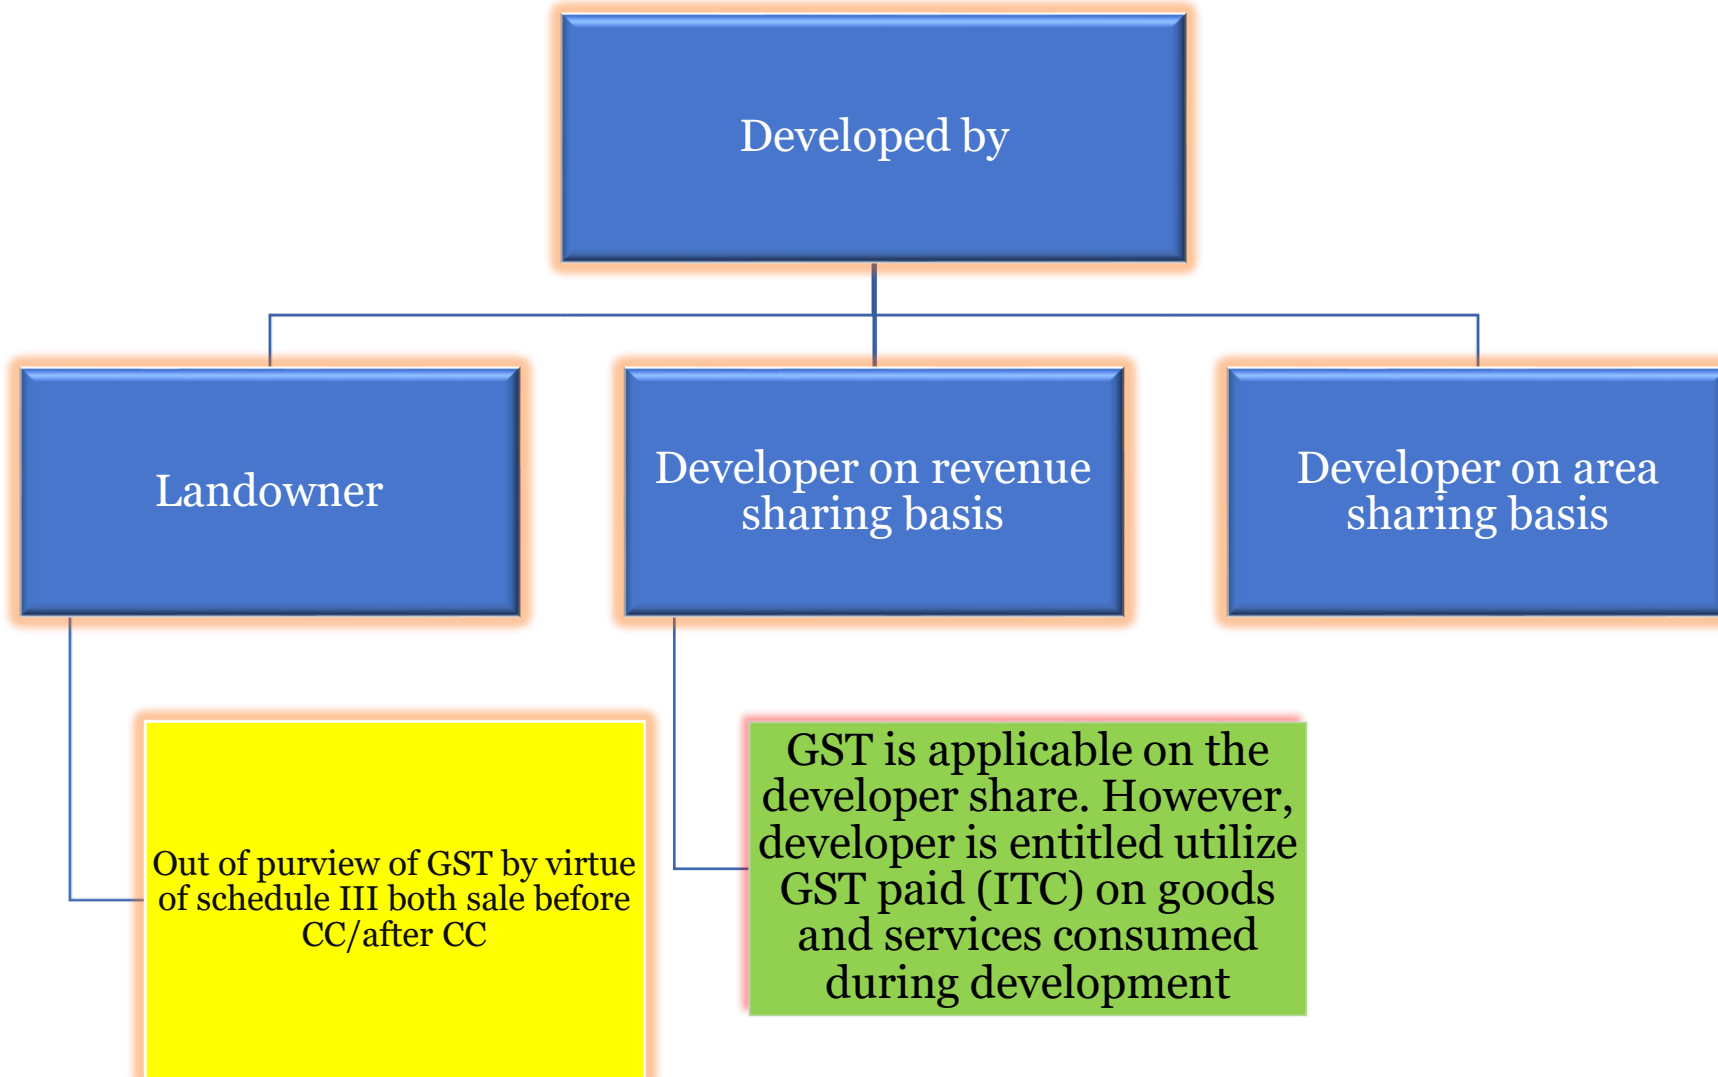 Developed by
Landowner
Developer on revenue
sharing basis
Developer on area
sharing basis
Out of purview of GST by virtue
of schedule III both sale before
CC/after CC
GST is applicable on the
developer share. However,
developer is entitled utilize
GST paid (ITC) on goods
and services consumed
during development